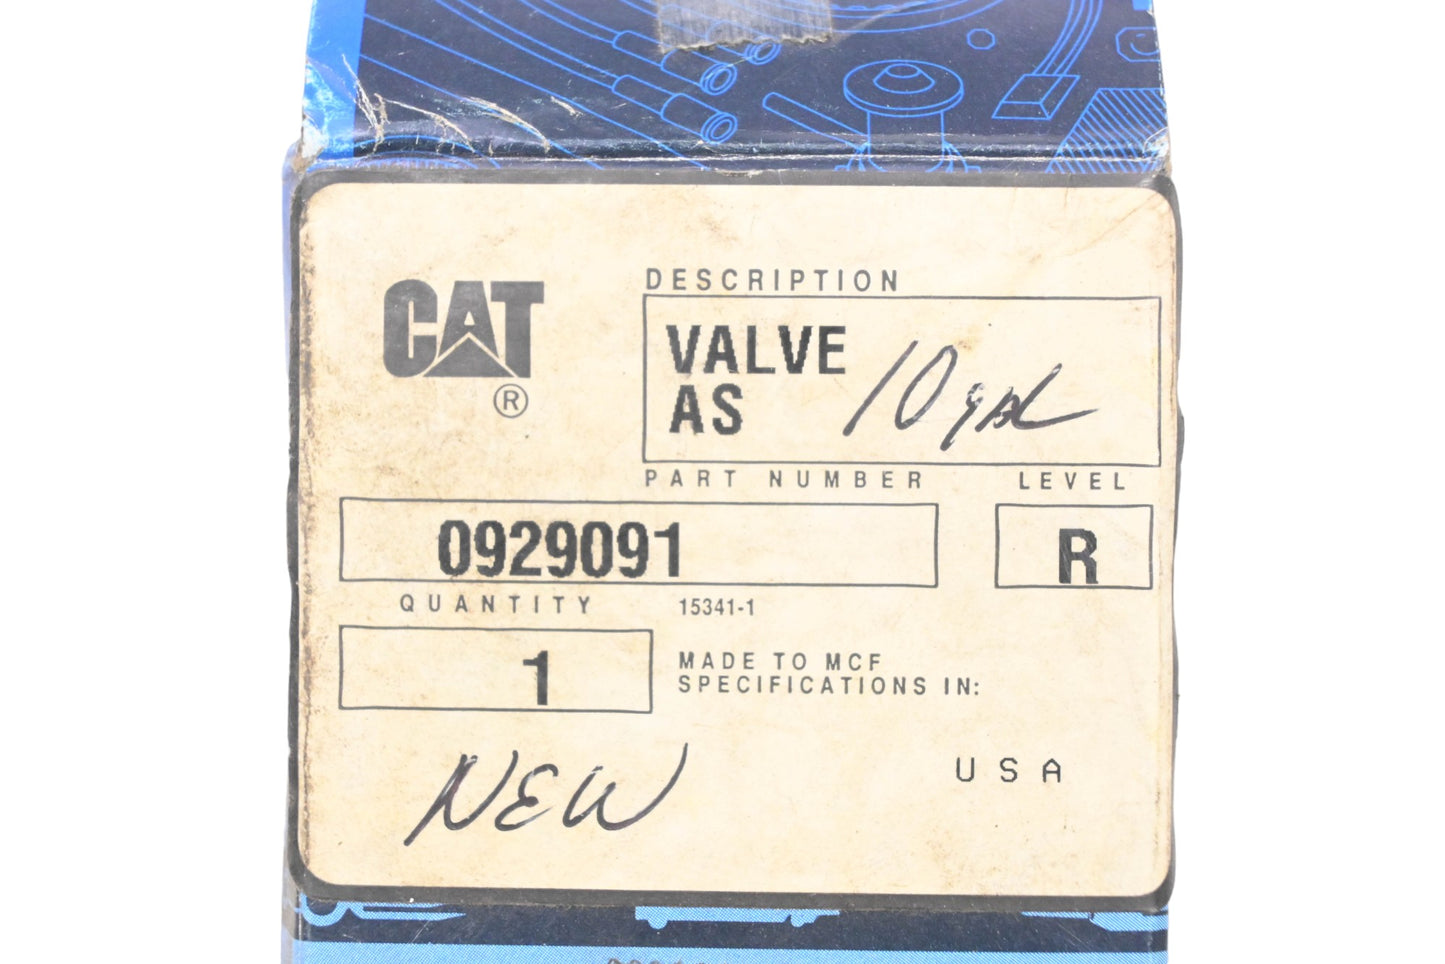 CAT
®
DESCRIPTION
VALVE
AS
10 gal
PART NUMBER
LEVEL
0929091
R
QUANTITY
15341-1
1
MADE TO MCF
SPECIFICATIONS IN:
USA
NEW